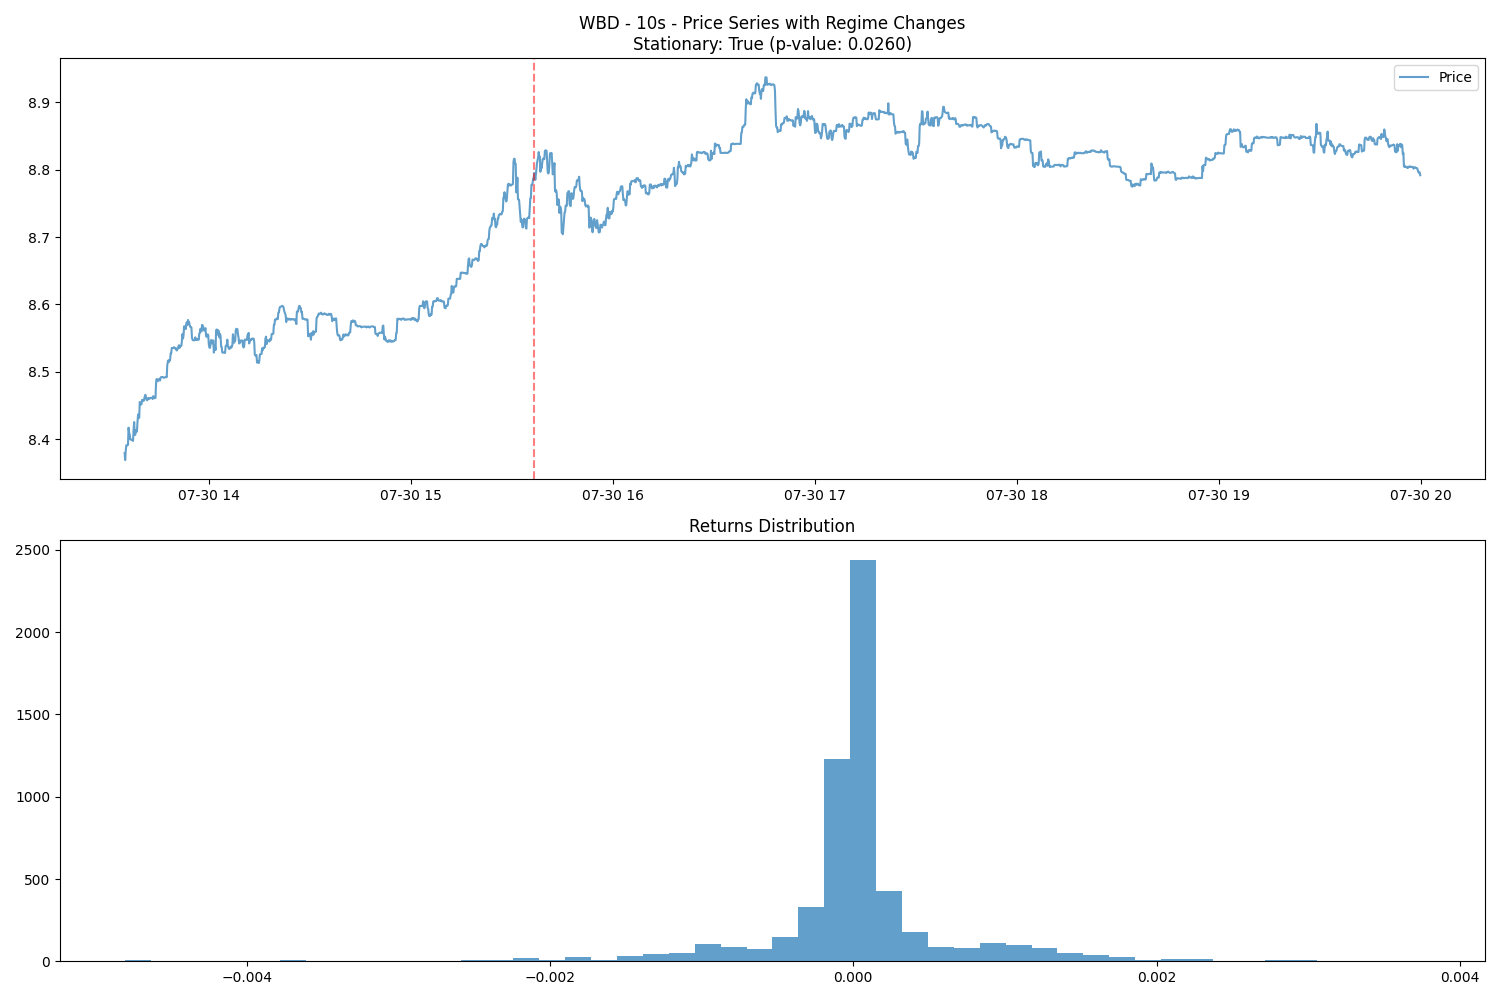 WBD - 10s - Price Series with Regime Changes
Stationary: True (p-value: 0.0260)
Price
8.9
8.8
8.7
8.6
8.5
8.4
07-30 14 07-30 15 07-30 16 07-30 17 07-30 18 07-30 19 07-30 20
Returns Distribution
2500
2000
1500
1000
500
0
−0.004 −0.002 0.000 0.002 0.004